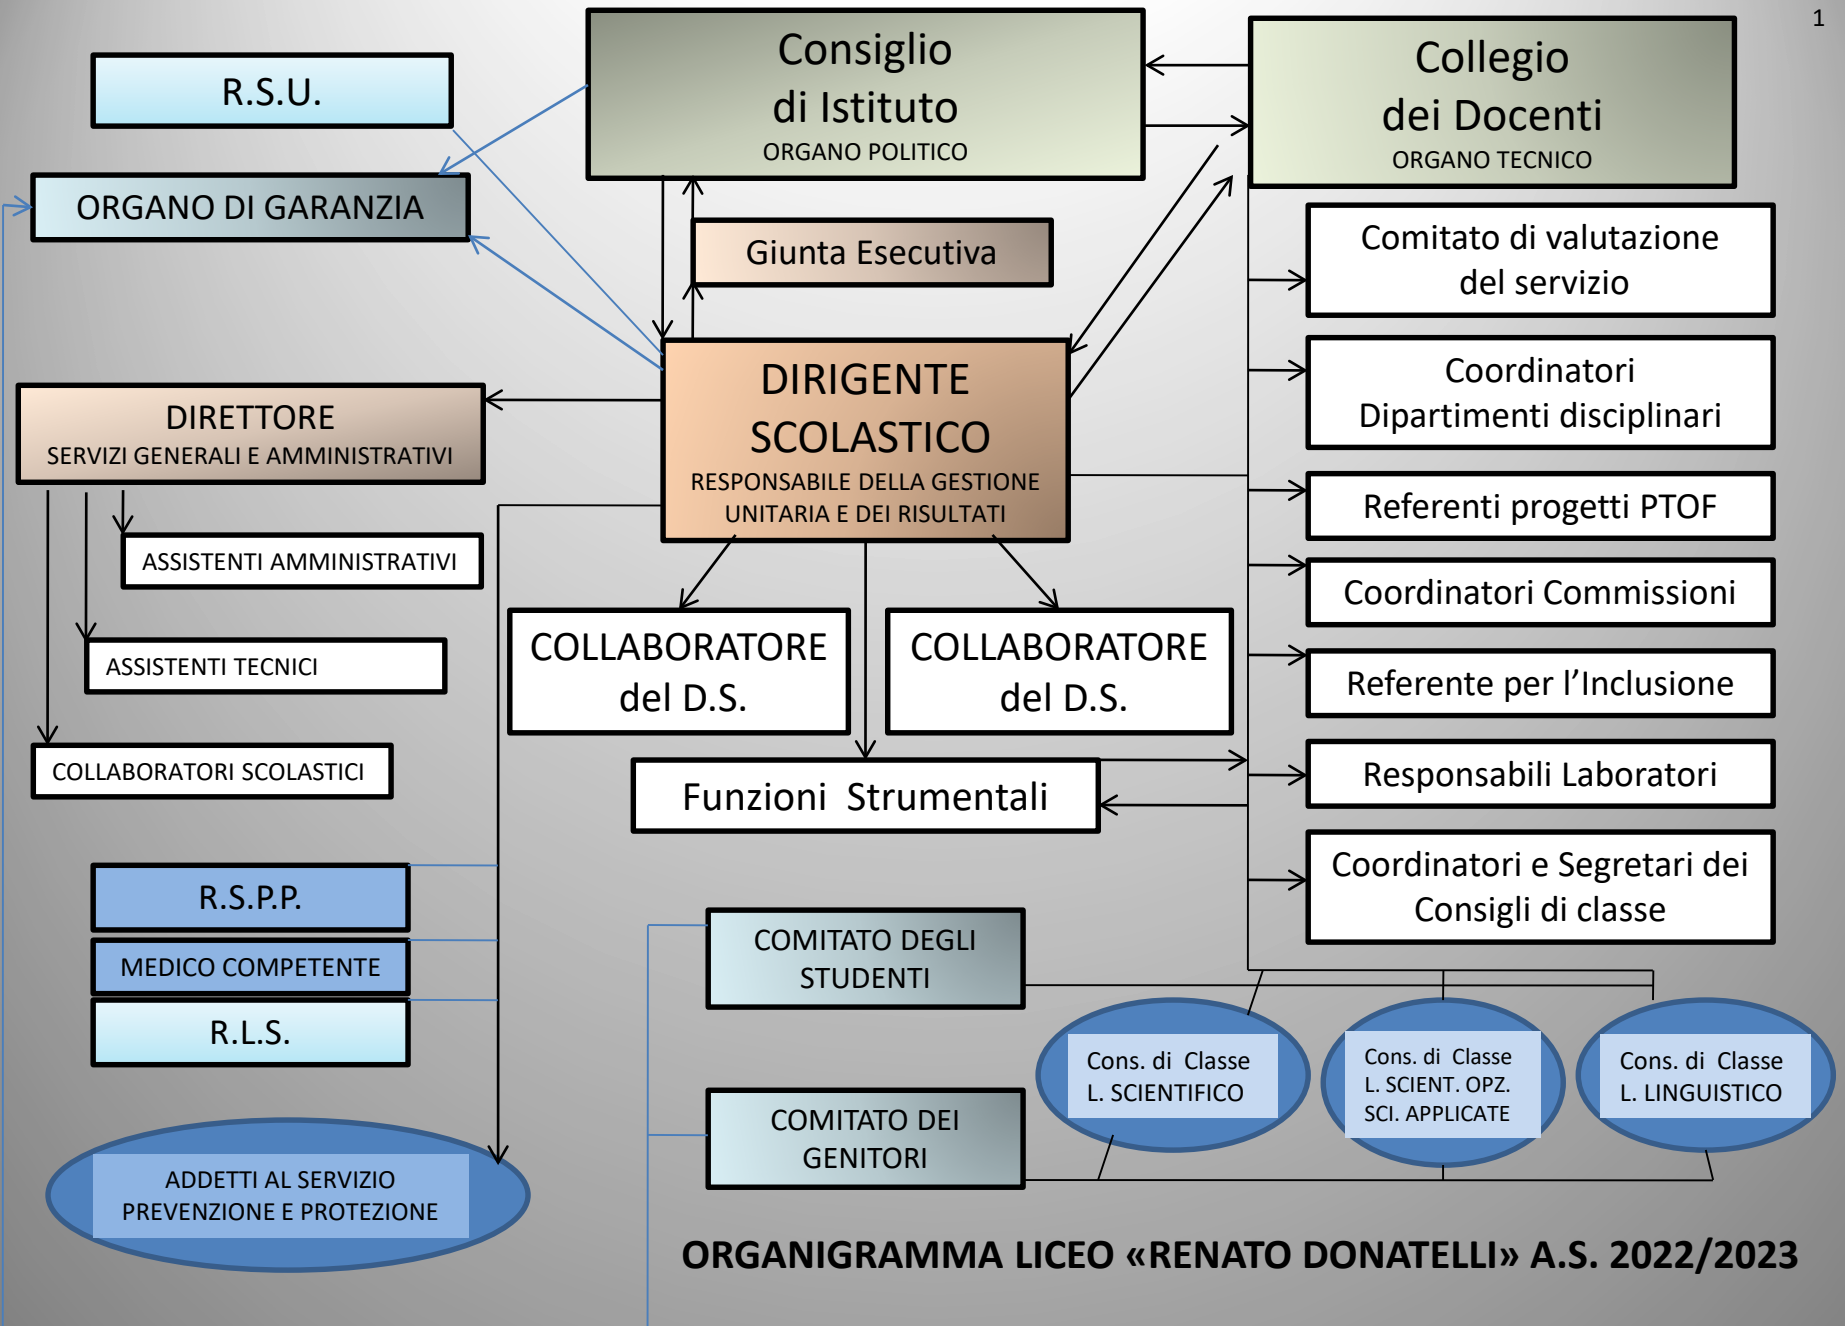 1
R.S.U.
Consiglio
di Istituto
ORGANO POLITICO
Collegio
dei Docenti
ORGANO TECNICO
ORGANO DI GARANZIA
Giunta Esecutiva
Comitato di valutazione
del servizio
DIRIGENTE
SCOLASTICO
RESPONSABILE DELLA GESTIONE
UNITARIA E DEI RISULTATI
Coordinatori
Dipartimenti disciplinari
DIRETTORE
SERVIZI GENERALI E AMMINISTRATIVI
Referenti progetti PTOF
ASSISTENTI AMMINISTRATIVI
Coordinatori Commissioni
ASSISTENTI TECNICI
COLLABORATORE
del D.S.
COLLABORATORE
del D.S.
Referente per l’Inclusione
COLLABORATORI SCOLASTICI
Funzioni Strumentali
Responsabili Laboratori
Coordinatori e Segretari dei
Consigli di classe
R.S.P.P.
MEDICO COMPETENTE
R.L.S.
COMITATO DEGLI
STUDENTI
Cons. di Classe
L. SCIENTIFICO
Cons. di Classe
L. SCIENT. OPZ.
SCI. APPLICATE
Cons. di Classe
L. LINGUISTICO
COMITATO DEI
GENITORI
ADDETTI AL SERVIZIO
PREVENZIONE E PROTEZIONE
ORGANIGRAMMA LICEO «RENATO DONATELLI» A.S. 2022/2023